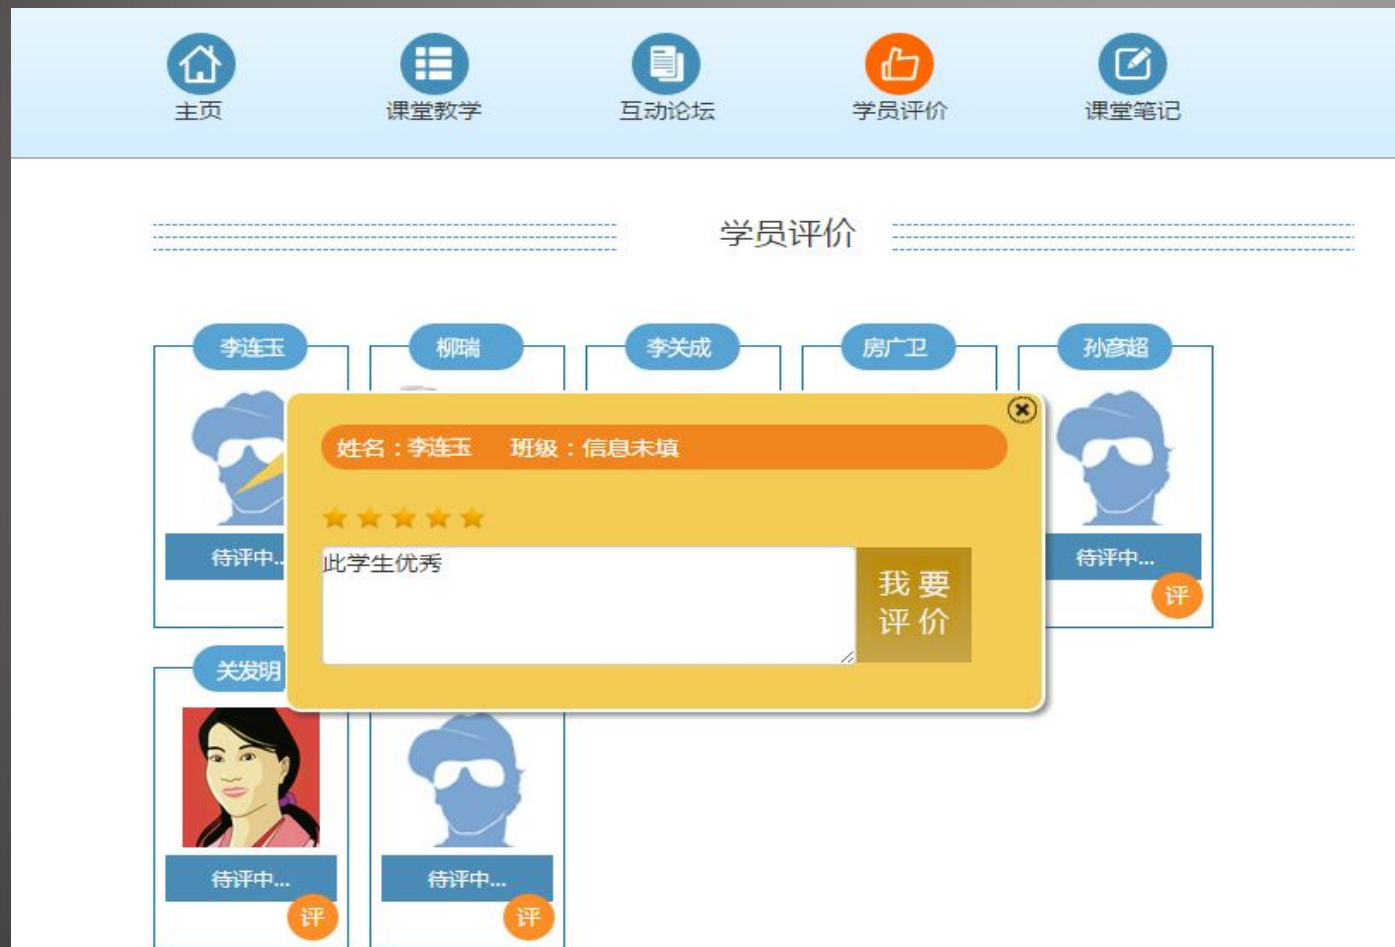 主页
课堂教学
互动论坛
学员评价
课堂笔记
学员评价
李连玉
柳瑞
李关成
房广卫
孙彦超
姓名：李连玉 班级：信息未填
此学生优秀
我要
评价
待评中...
待评中...
评
关发明
待评中...
评
待评中...
评